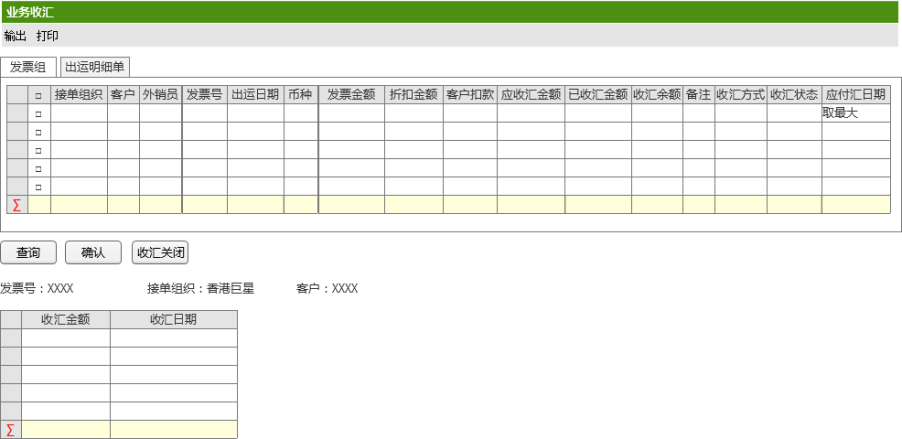 业务收汇
输出 打印
发票组 出运明细单
□ 接单组织 客户 外销员 发票号 出运日期 币种 发票金额 折扣金额 客户扣款 应收汇金额 已收汇金额 收汇余额 备注 收汇方式 收汇状态 应付汇日期
□ 取最大
□
□
□
□
∑
查询 确认 收汇关闭
发票号：XXXX 接单组织：香港巨星 客户：XXXX
收汇金额 收汇日期
∑